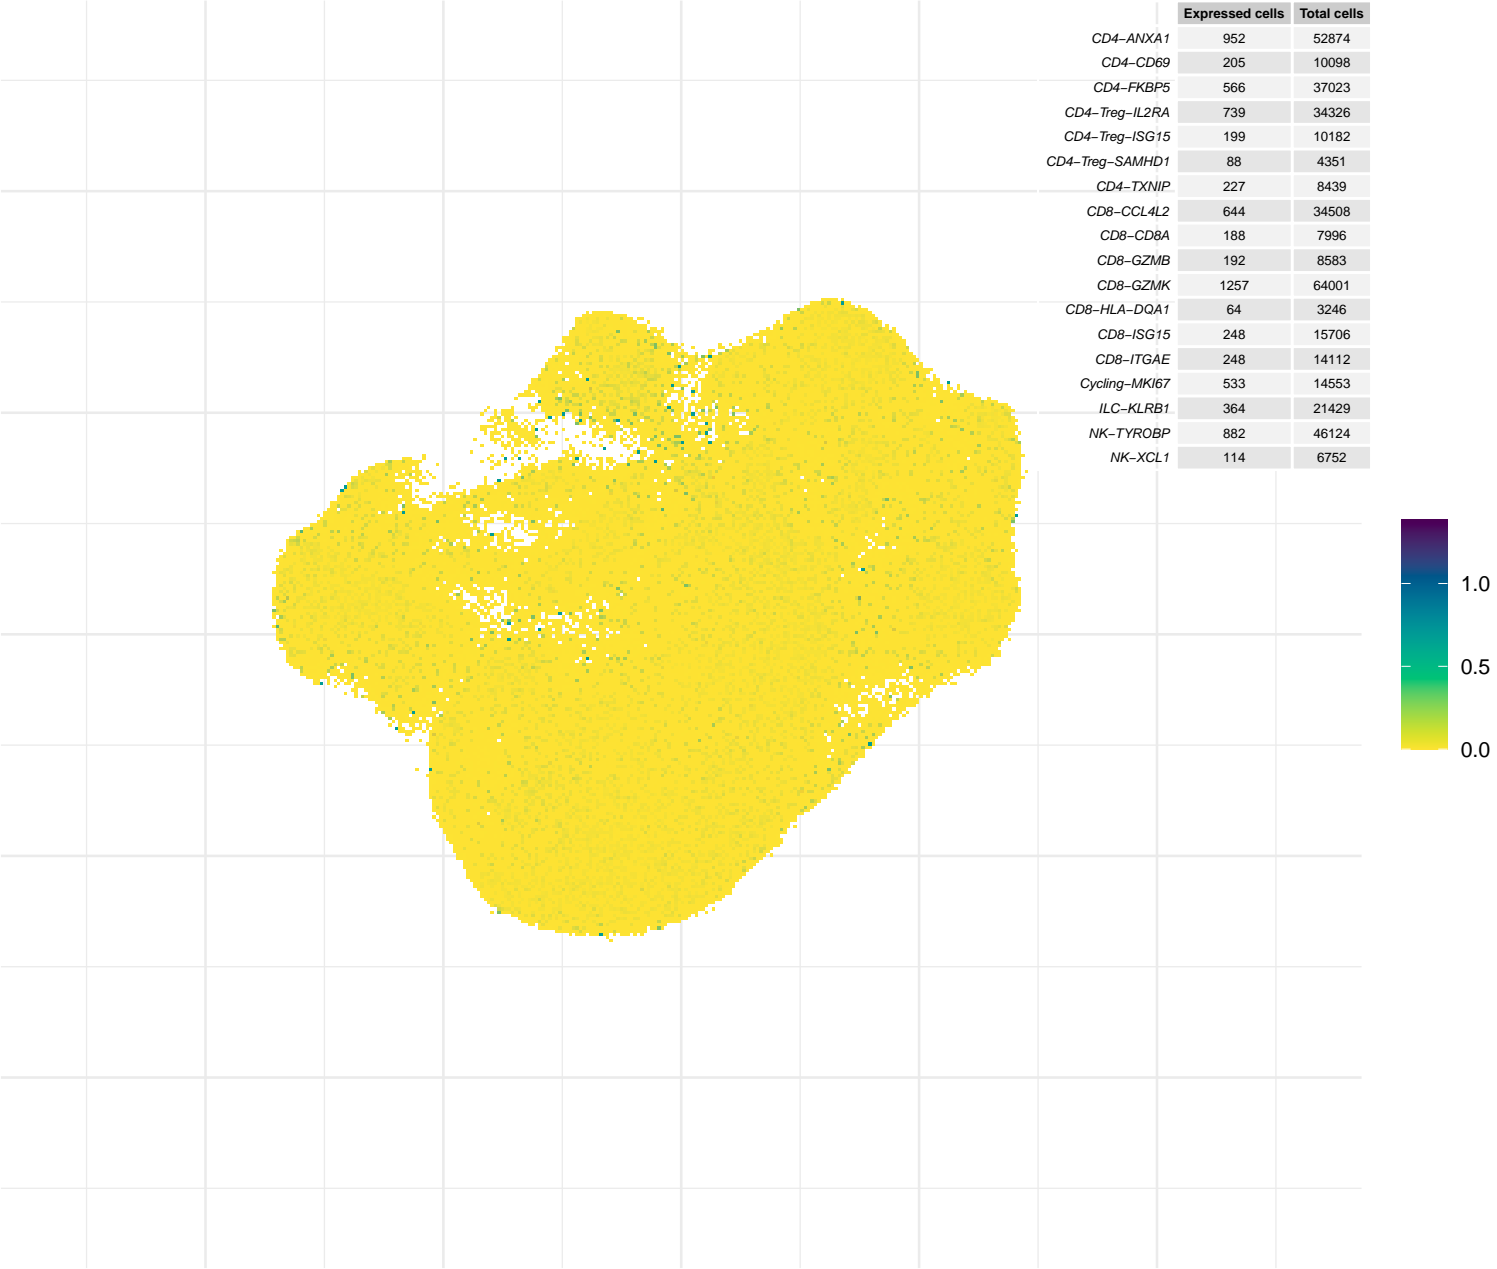 Expressed cells Total cells
CD4−ANXA1 952 52874
CD4−CD69 205 10098
CD4−FKBP5 566 37023
CD4−Treg−IL2RA 739 34326
CD4−Treg−ISG15 199 10182
CD4−Treg−SAMHD1 88 4351
CD4−TXNIP 227 8439
CD8−CCL4L2 644 34508
CD8−CD8A 188 7996
CD8−GZMB 192 8583
CD8−GZMK 1257 64001
CD8−HLA−DQA1 64 3246
CD8−ISG15 248 15706
CD8−ITGAE 248 14112
Cycling−MKI67 533 14553
ILC−KLRB1 364 21429
NK−TYROBP 882 46124
NK−XCL1 114 6752
1.0
0.5
0.0